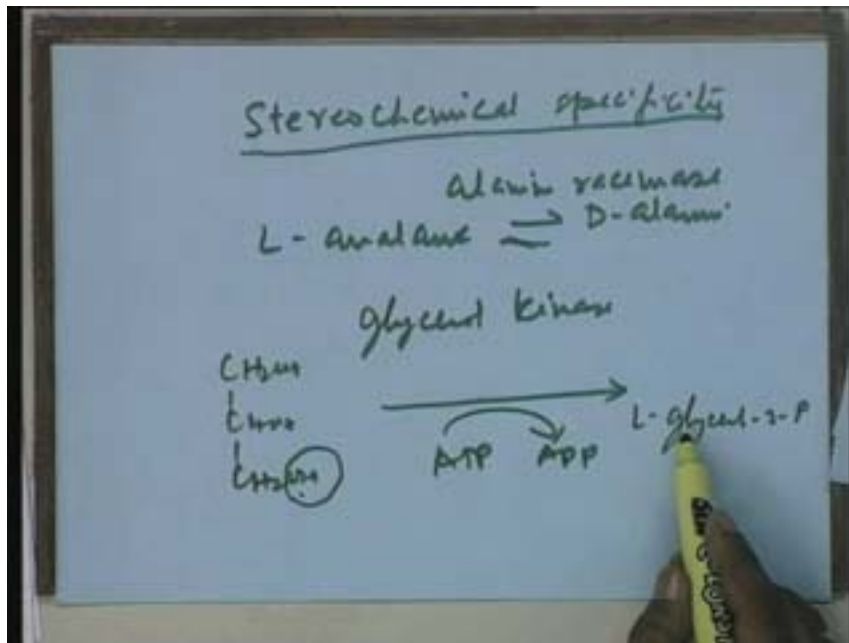 Stereochemical specificity
alanin racemase
L- analane ⇌ D-alanin
glycerol kinase
CH₂OH
CHOH
CH₂OH
ATP ADP
L-glycerol-3-P